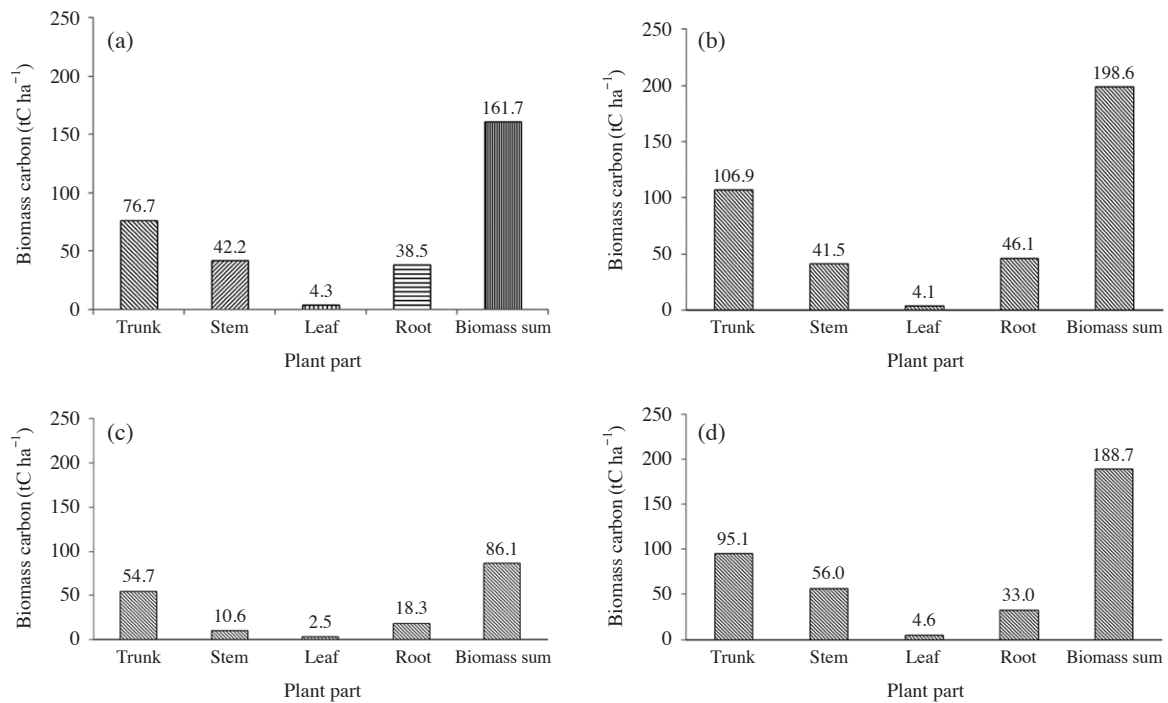 (a)
Biomass carbon (tC ha⁻¹)
250
200
150
100
50
0
76.7
42.2
4.3
38.5
161.7
Trunk Stem Leaf Root Biomass sum
Plant part
(b)
Biomass carbon (tC ha⁻¹)
250
200
150
100
50
0
106.9
41.5
4.1
46.1
198.6
Trunk Stem Leaf Root Biomass sum
Plant part
(c)
Biomass carbon (tC ha⁻¹)
250
200
150
100
50
0
54.7
10.6
2.5
18.3
86.1
Trunk Stem Leaf Root Biomass sum
Plant part
(d)
Biomass carbon (tC ha⁻¹)
250
200
150
100
50
0
95.1
56.0
4.6
33.0
188.7
Trunk Stem Leaf Root Biomass sum
Plant part